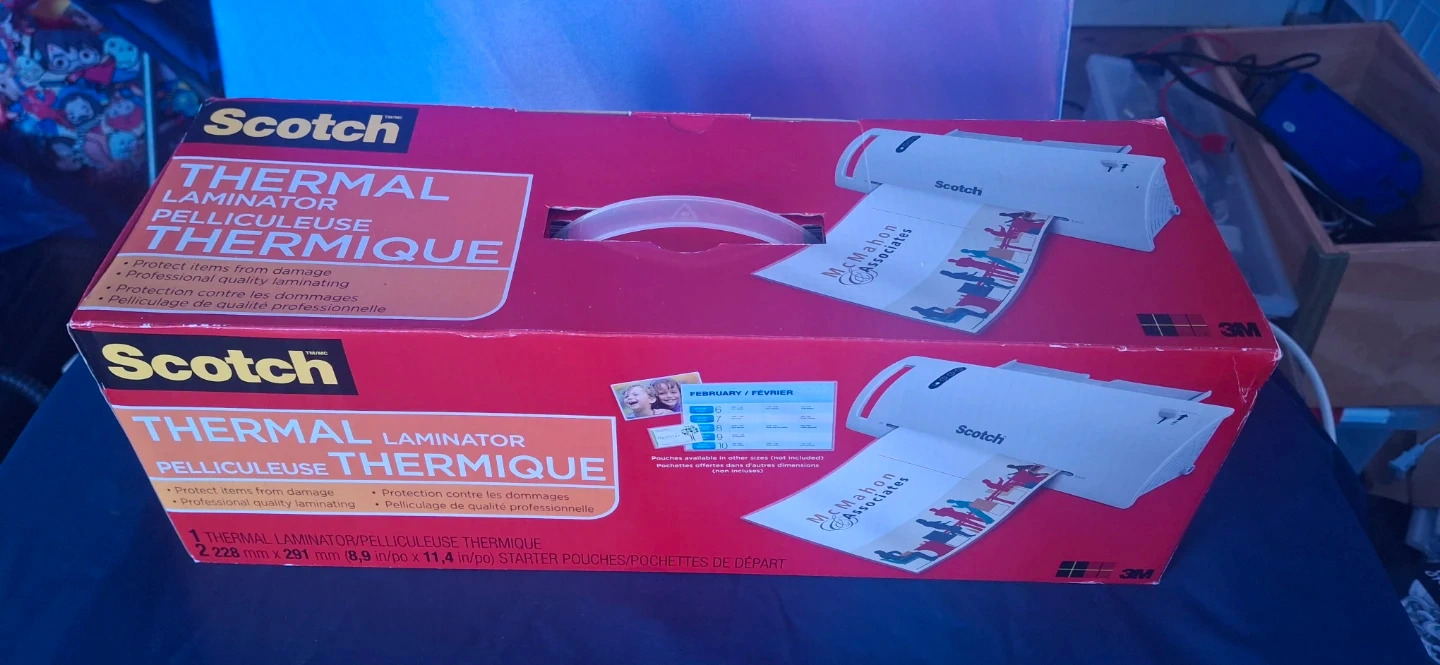 Scotch™/MC
THERMAL
LAMINATOR
PELLICULEUSE
THERMIQUE
• Protect items from damage
• Professional quality laminating
• Protection contre les dommages
• Pelliculage de qualité professionnelle
Scotch
McMahon
& Associates
3M
Scotch™/MC
THERMAL LAMINATOR
PELLICULEUSE THERMIQUE
• Protect items from damage
• Professional quality laminating
• Protection contre les dommages
• Pelliculage de qualité professionnelle
FEBRUARY / FÉVRIER
6
7
8
9
10
Pouches available in other sizes (not included)
Pochettes offertes dans d'autres dimensions
(non incluses)
Scotch
McMahon
& Associates
1 THERMAL LAMINATOR/PELLICULEUSE THERMIQUE
2 228 mm x 291 mm (8,9 in/po x 11,4 in/po) STARTER POUCHES/POCHETTES DE DÉPART
3M